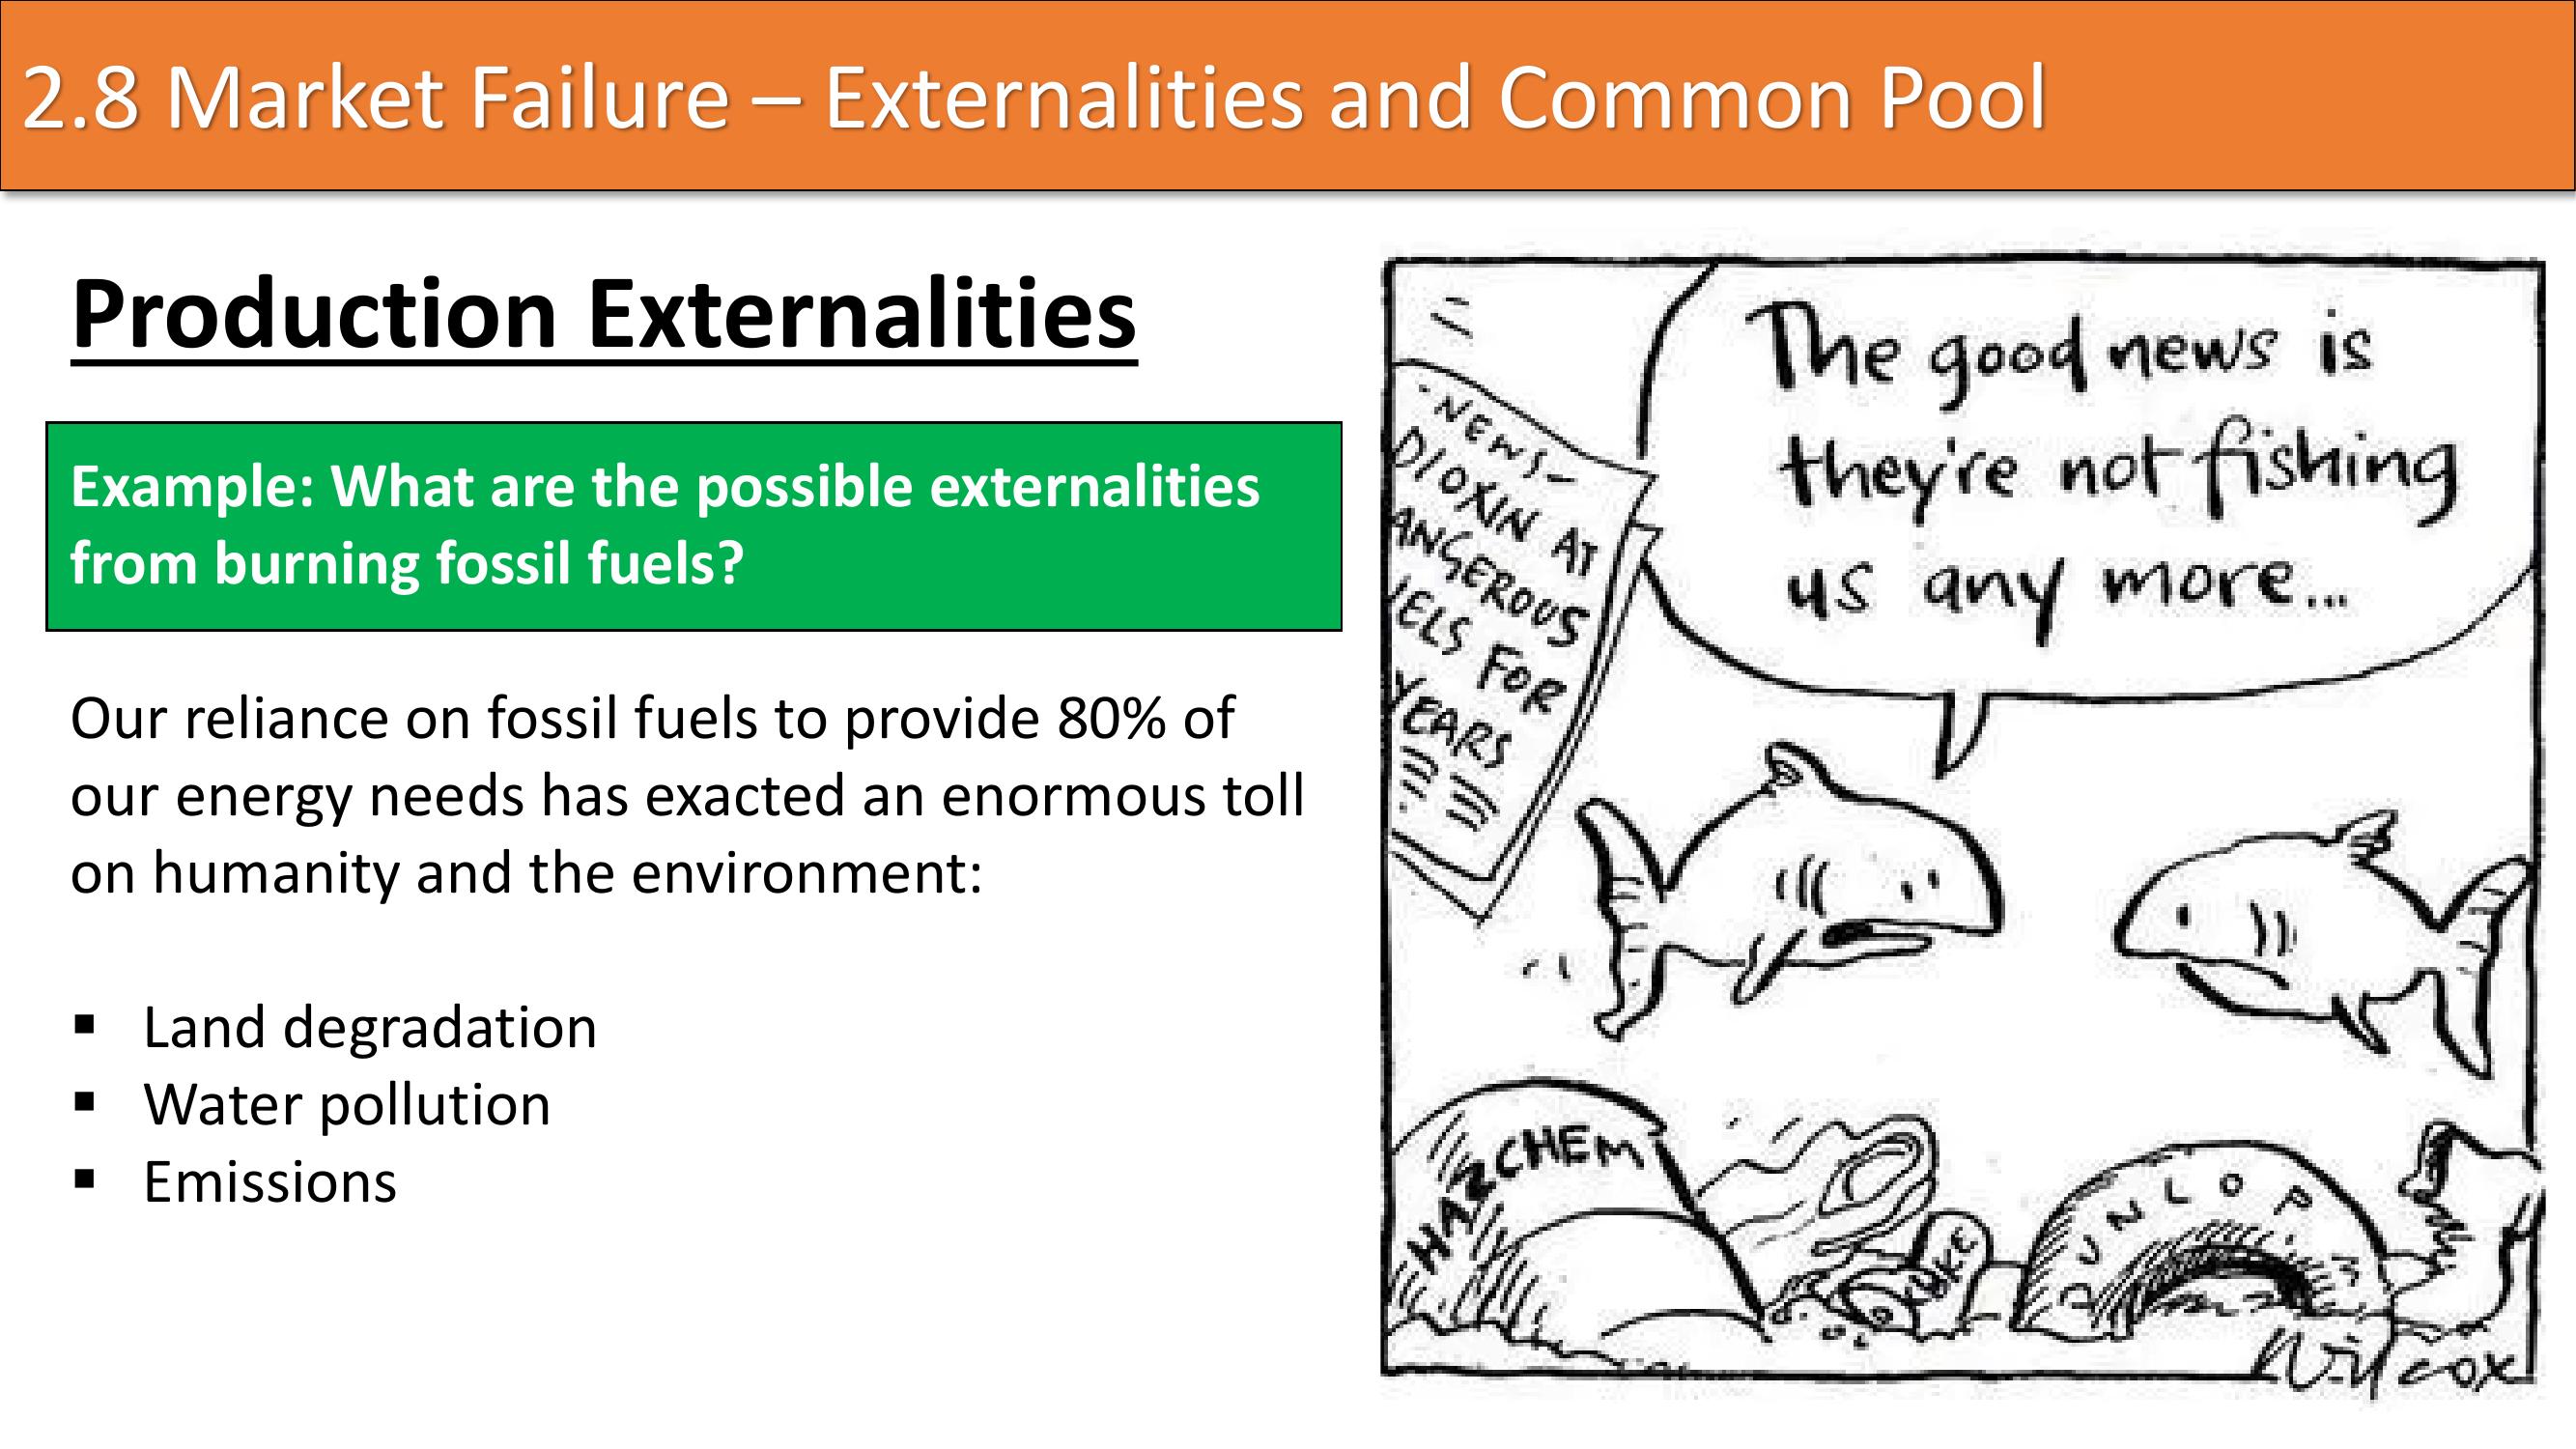 2.8 Market Failure – Externalities and Common Pool
Production Externalities
Example: What are the possible externalities
from burning fossil fuels?
Our reliance on fossil fuels to provide 80% of
our energy needs has exacted an enormous toll
on humanity and the environment:
▪ Land degradation
▪ Water pollution
▪ Emissions
The good news is
they're not fishing
us any more...
-NEWS-
DIOXIN AT
ANGEROUS
VELS FOR
YEARS
HAZCHEM
DUNLOP
Wilcox